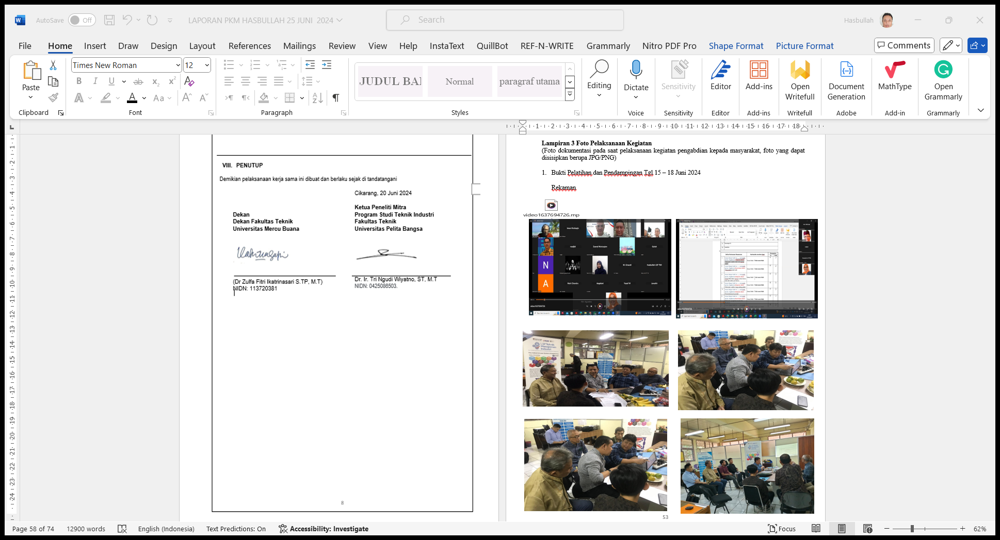 AutoSave Off
LAPORAN PKM HASBULLAH 25 JUNI 2024
Search
Hasbullah
File Home Insert Draw Design Layout References Mailings Review View Help InstaText QuillBot REF-N-WRITE Grammarly Nitro PDF Pro Shape Format Picture Format Comments
Paste
Clipboard
Times New Roman 12
Font
Paragraph
JUDUL BAI Normal paragraf utama
Styles
Editing
Dictate
Voice
Sensitivity
Sensitivity
Editor
Editor
Add-ins
Add-ins
Open
Writefull
Writefull
Document
Generation
Adobe
MathType
Add-in
Open
Grammarly
Grammarly
VIII. PENUTUP
Demikian pelaksanaan kerja sama ini dibuat dan berlaku sejak di tandatangani
Cikarang, 20 Juni 2024
Dekan
Dekan Fakultas Teknik
Universitas Mercu Buana
Ketua Peneliti Mitra
Program Studi Teknik Industri
Fakultas Teknik
Universitas Pelita Bangsa
(Dr Zulfa Fitri Ikatrinasari S.TP, M.T)
NIDN: 113720381
Dr. Ir. Tri Ngudi Wiyatno, ST, M.T
NIDN: 0425086503.
8
Lampiran 3 Foto Pelaksanaan Kegiatan
(Foto dokumentasi pada saat pelaksanaan kegiatan pengabdian kepada masyarakat, foto yang dapat
disisipkan berupa JPG/PNG)
1. Bukti Pelatihan dan Pendampingan Tgl 15 – 18 Juni 2024
Rekaman
video1637694726.mp
N
A
53
Page 58 of 74 12900 words English (Indonesia) Text Predictions: On Accessibility: Investigate Focus 62%